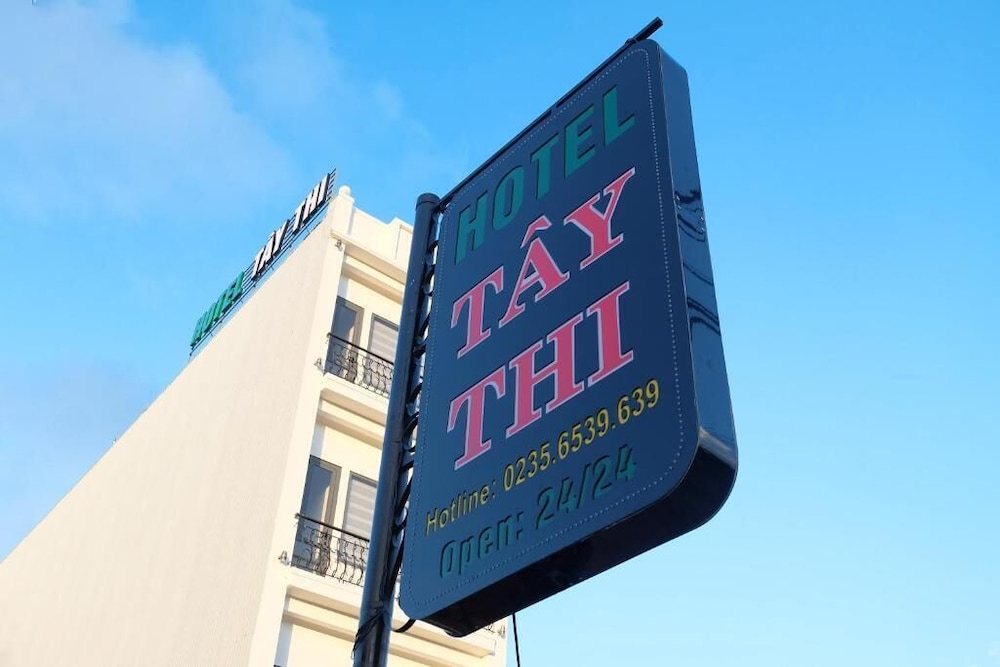 HOTEL TÂY THI
HOTEL
TÂY
THI
Hotline: 0235.6539.639
Open: 24/24